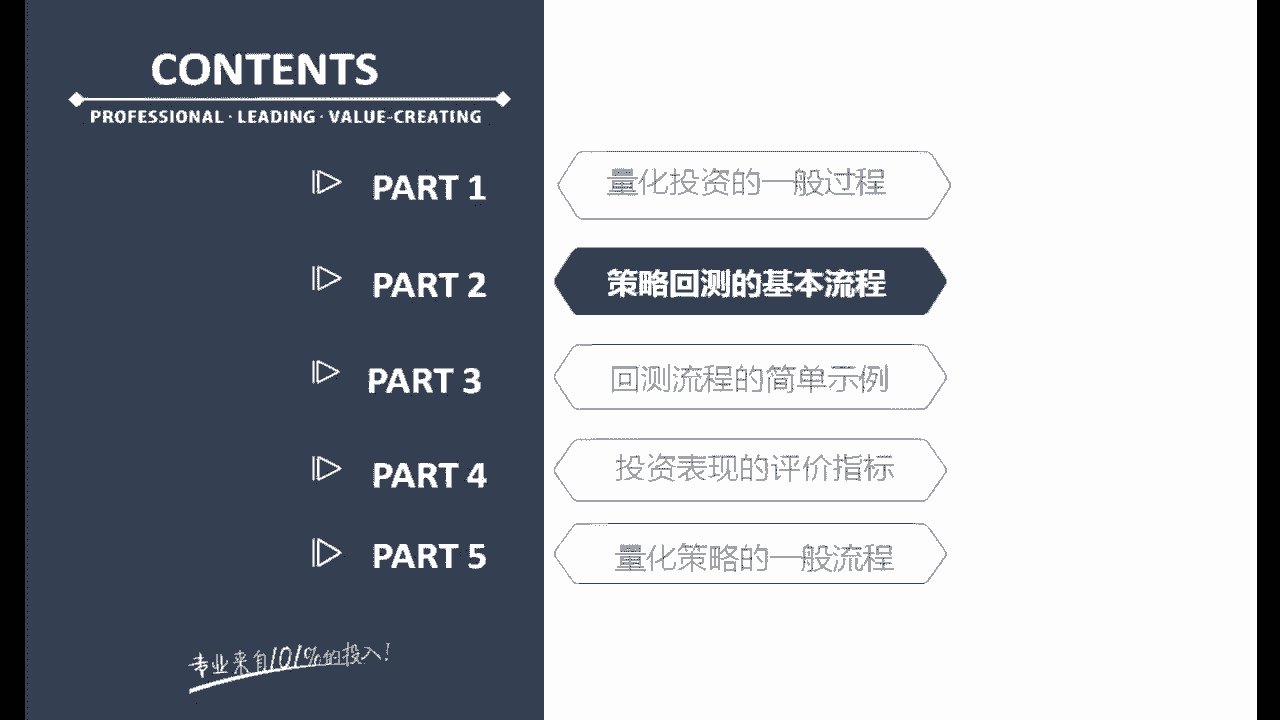 CONTENTS
PROFESSIONAL · LEADING · VALUE-CREATING
PART 1
量化投资的一般过程
PART 2
策略回测的基本流程
PART 3
回测流程的简单示例
PART 4
投资表现的评价指标
PART 5
量化策略的一般流程
专业来自101%的投入!